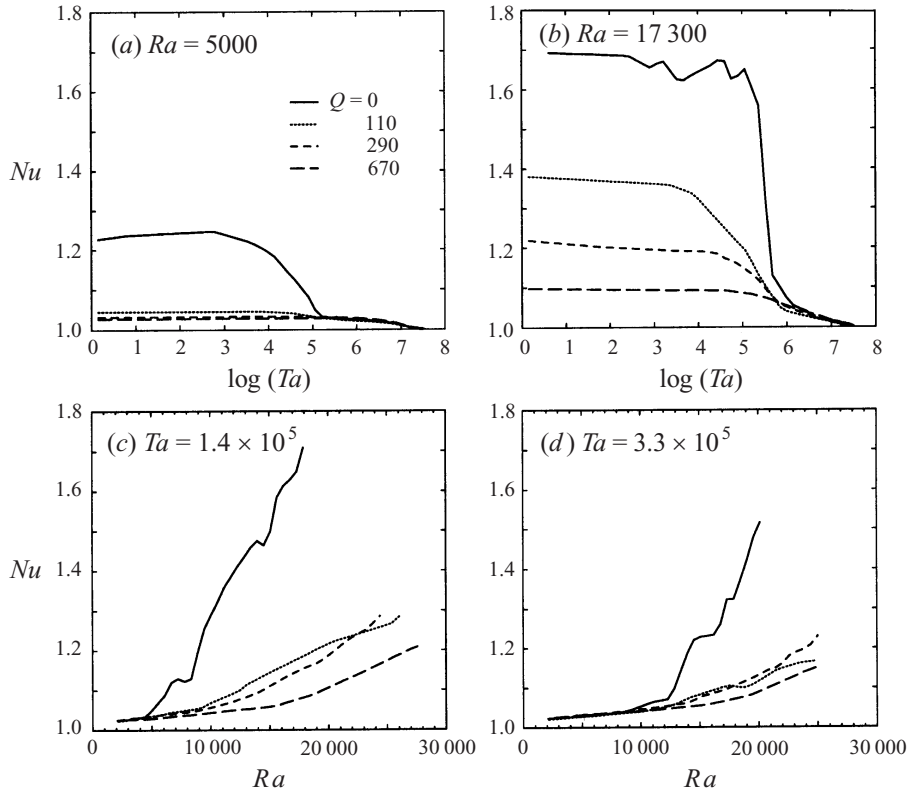 (a) Ra = 5000
Q = 0
110
290
670
Nu
1.8
1.6
1.4
1.2
1.0
0 1 2 3 4 5 6 7 8
log (Ta)
(b) Ra = 17 300
1.8
1.6
1.4
1.2
1.0
0 1 2 3 4 5 6 7 8
log (Ta)
(c) Ta = 1.4 × 10⁵
Nu
1.8
1.6
1.4
1.2
1.0
0 10 000 20 000 30 000
Ra
(d) Ta = 3.3 × 10⁵
1.8
1.6
1.4
1.2
1.0
0 10 000 20 000 30 000
Ra